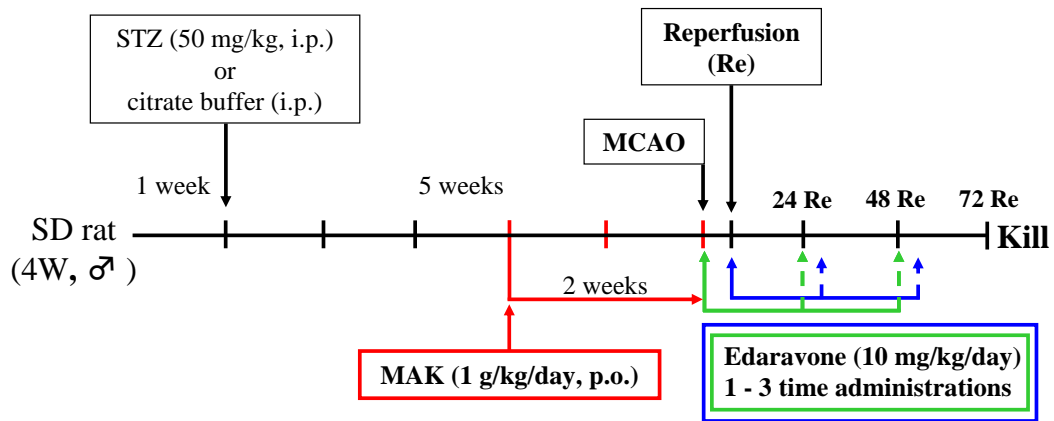 STZ (50 mg/kg, i.p.)
or
citrate buffer (i.p.)
Reperfusion
(Re)
MCAO
1 week
5 weeks
24 Re
48 Re
72 Re
SD rat
(4W, ♂)
Kill
2 weeks
MAK (1 g/kg/day, p.o.)
Edaravone (10 mg/kg/day)
1 - 3 time administrations